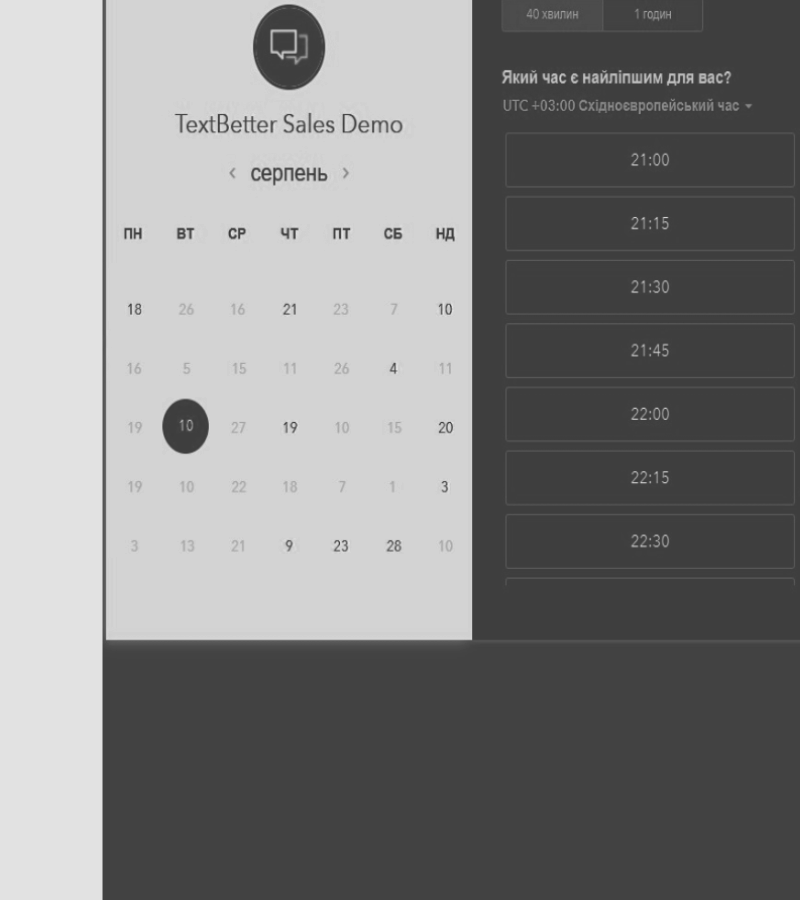 TextBetter Sales Demo
‹ серпень ›
ПН ВТ СР ЧТ ПТ СБ НД
18 26 16 21 23 7 10
16 5 15 11 26 4 11
19 10 27 19 10 15 20
19 10 22 18 7 1 3
3 13 21 9 23 28 10
40 хвилин 1 годин
Який час є найліпшим для вас?
UTC +03:00 Східноєвропейський час
21:00
21:15
21:30
21:45
22:00
22:15
22:30